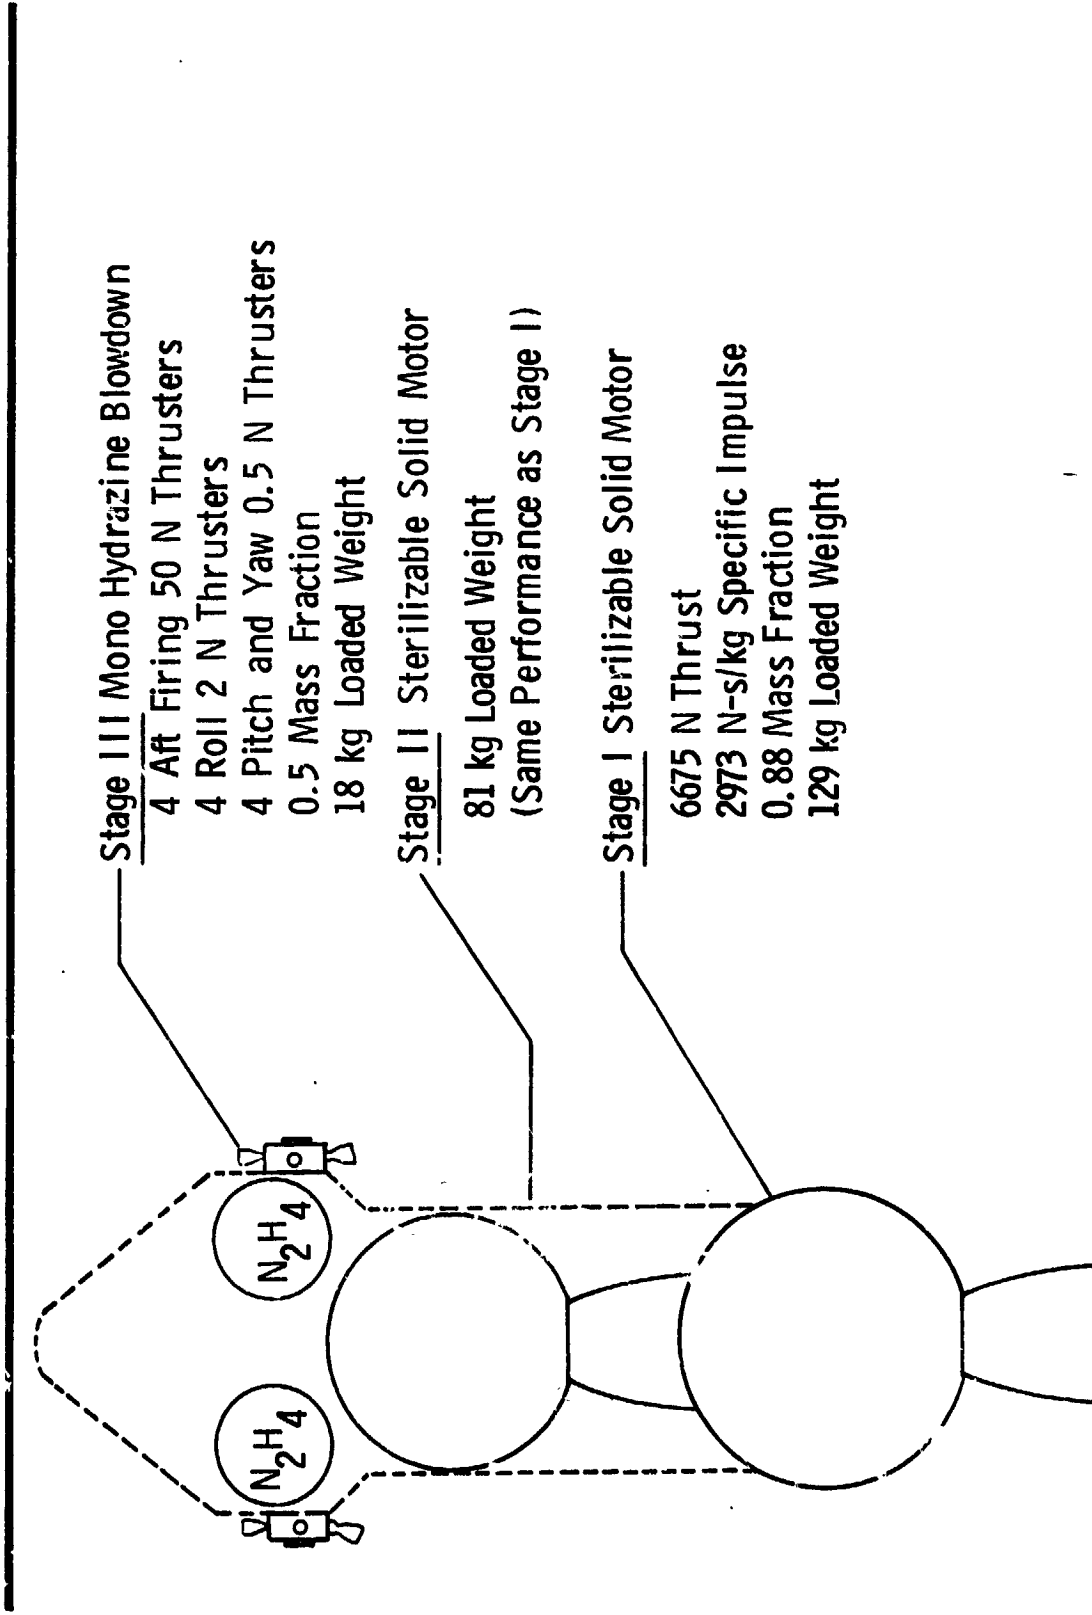 Stage III Mono Hydrazine Blowdown
4 Aft Firing 50 N Thrusters
4 Roll 2 N Thrusters
4 Pitch and Yaw 0.5 N Thrusters
0.5 Mass Fraction
18 kg Loaded Weight
Stage II Sterilizable Solid Motor
81 kg Loaded Weight
(Same Performance as Stage I)
Stage I Sterilizable Solid Motor
6675 N Thrust
2973 N-s/kg Specific Impulse
0.88 Mass Fraction
129 kg Loaded Weight
N2H4
N2H4